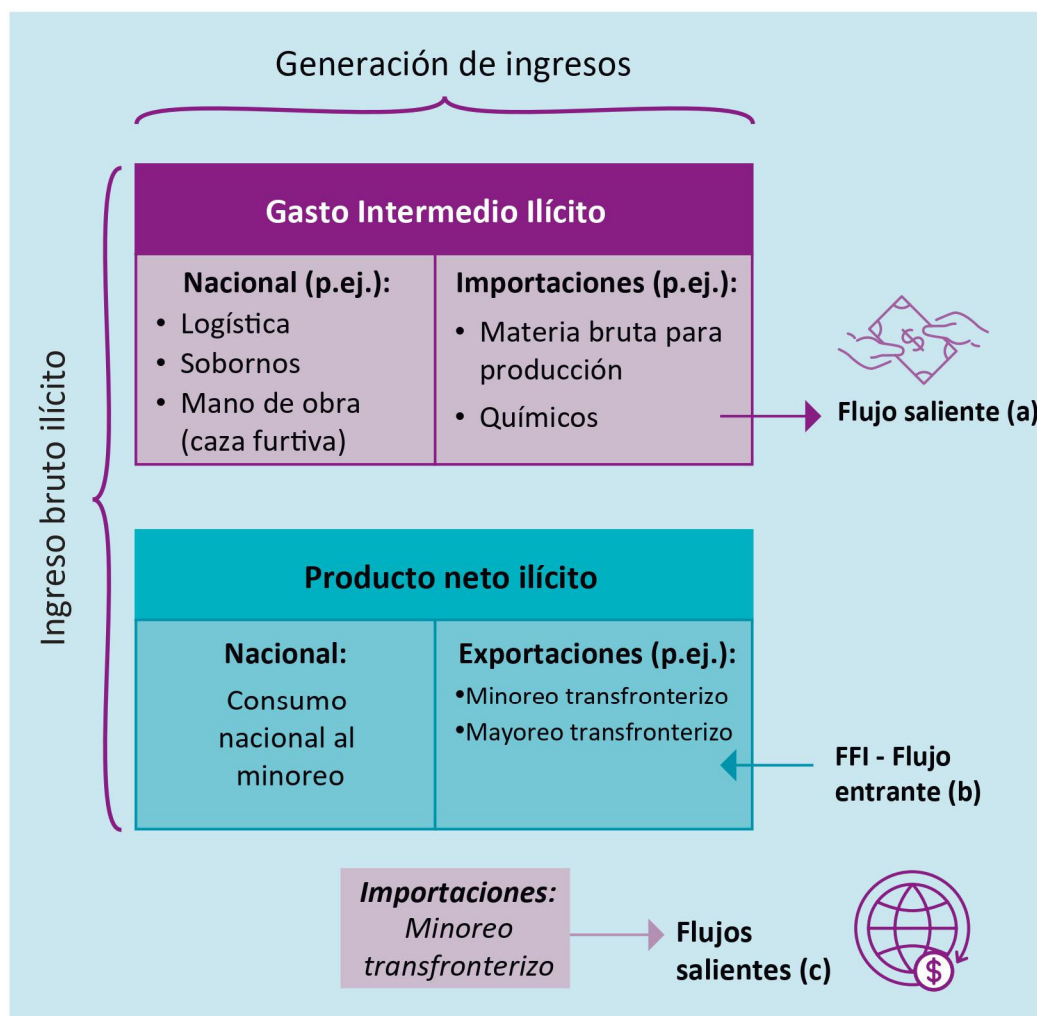 Generación de ingresos
Ingreso bruto ilícito
Gasto Intermedio Ilícito
Nacional (p.ej.):
• Logística
• Sobornos
• Mano de obra
(caza furtiva)
Importaciones (p.ej.):
• Materia bruta para
producción
• Químicos
$
Flujo saliente (a)
Producto neto ilícito
Nacional:
Consumo
nacional al
minoreo
Exportaciones (p.ej.):
•Minoreo transfronterizo
•Mayoreo transfronterizo
FFI - Flujo
entrante (b)
Importaciones:
Minoreo
transfronterizo
Flujos
salientes (c)
$